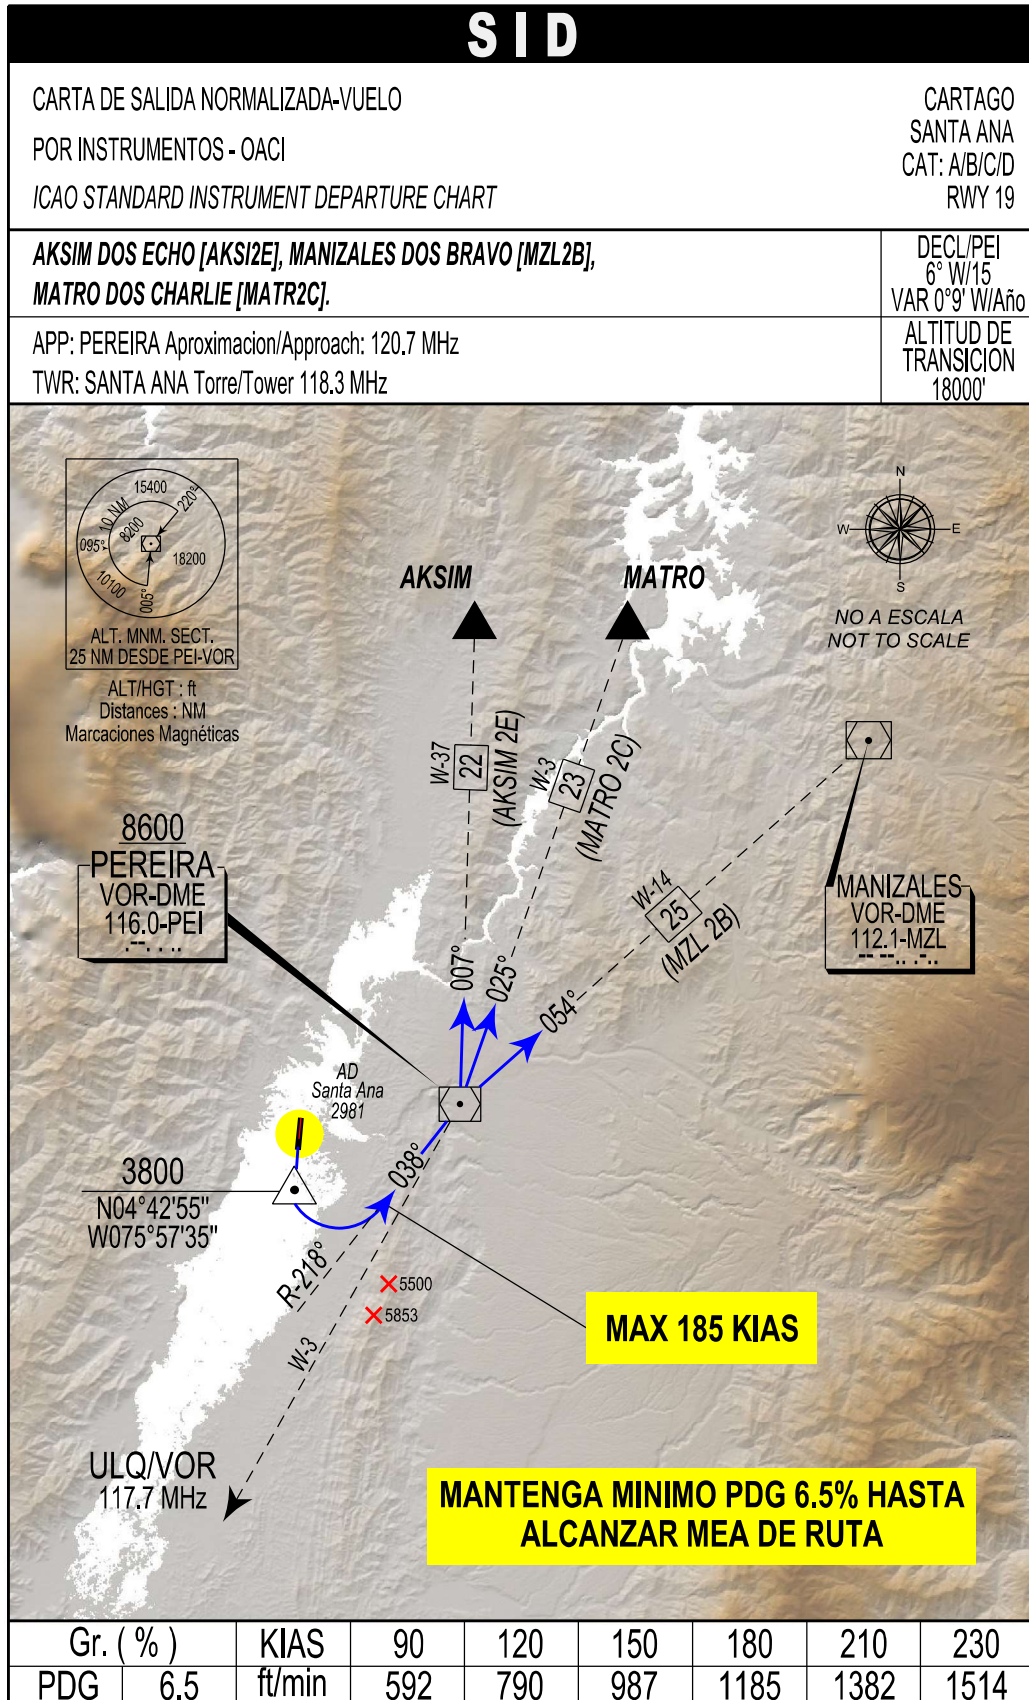 SID
CARTA DE SALIDA NORMALIZADA-VUELO
POR INSTRUMENTOS - OACI
ICAO STANDARD INSTRUMENT DEPARTURE CHART
CARTAGO
SANTA ANA
CAT: A/B/C/D
RWY 19
AKSIM DOS ECHO [AKSI2E], MANIZALES DOS BRAVO [MZL2B],
MATRO DOS CHARLIE [MATR2C].
DECL/PEI
6° W/15
VAR 0°9' W/Año
APP: PEREIRA Aproximacion/Approach: 120.7 MHz
TWR: SANTA ANA Torre/Tower 118.3 MHz
ALTITUD DE
TRANSICION
18000'
15400
220°
10 NM
8200
095°
18200
10100
005°
ALT. MNM. SECT.
25 NM DESDE PEI-VOR
ALT/HGT : ft
Distances : NM
Marcaciones Magnéticas
N
W
E
S
NO A ESCALA
NOT TO SCALE
AKSIM
MATRO
W-37
22
(AKSIM 2E)
W-3
23
(MATRO 2C)
W-14
25
(MZL 2B)
8600
PEREIRA
VOR-DME
116.0-PEI
MANIZALES
VOR-DME
112.1-MZL
007°
025°
054°
AD
Santa Ana
2981
038°
3800
N04°42'55"
W075°57'35"
R-218°
5500
5853
W-3
MAX 185 KIAS
ULQ/VOR
117.7 MHz
MANTENGA MINIMO PDG 6.5% HASTA
ALCANZAR MEA DE RUTA
Gr. ( % ) KIAS 90 120 150 180 210 230
PDG 6.5 ft/min 592 790 987 1185 1382 1514